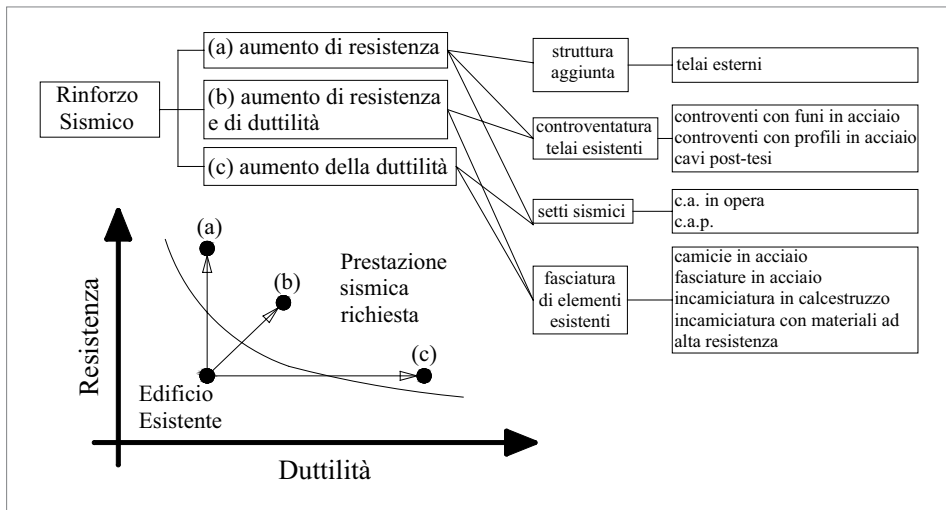 Rinforzo
Sismico
(a) aumento di resistenza
(b) aumento di resistenza
e di duttilità
(c) aumento della duttilità
struttura
aggiunta
telai esterni
controventatura
telai esistenti
controventi con funi in acciaio
controventi con profili in acciaio
cavi post-tesi
setti sismici
c.a. in opera
c.a.p.
fasciatura
di elementi
esistenti
camicie in acciaio
fasciature in acciaio
incamiciatura in calcestruzzo
incamiciatura con materiali ad
alta resistenza
Resistenza
(a)
(b)
(c)
Prestazione
sismica
richiesta
Edificio
Esistente
Duttilità